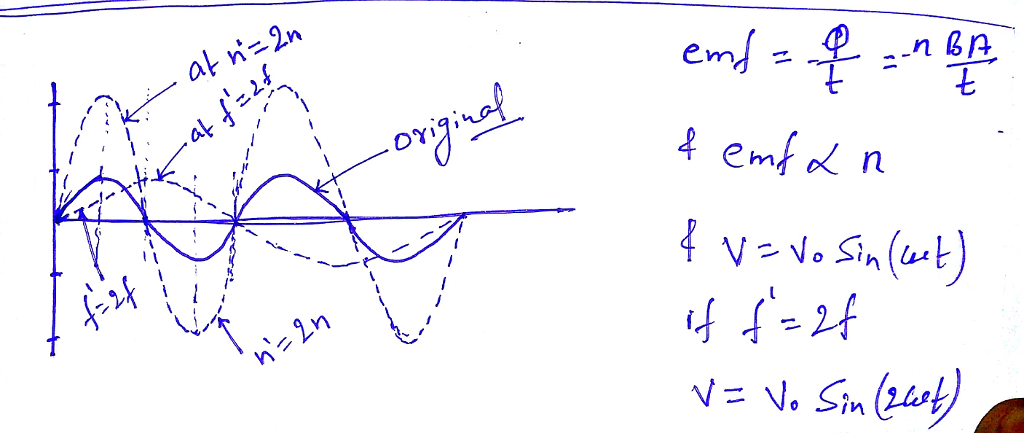 at n'=2n
at f'=2f
original
f'=2f
n'=2n
emf = -φ/t = -n BA/t
& emf ∝ n
& V = V₀ Sin(ωt)
if f' = 2f
V = V₀ Sin(2ωt)